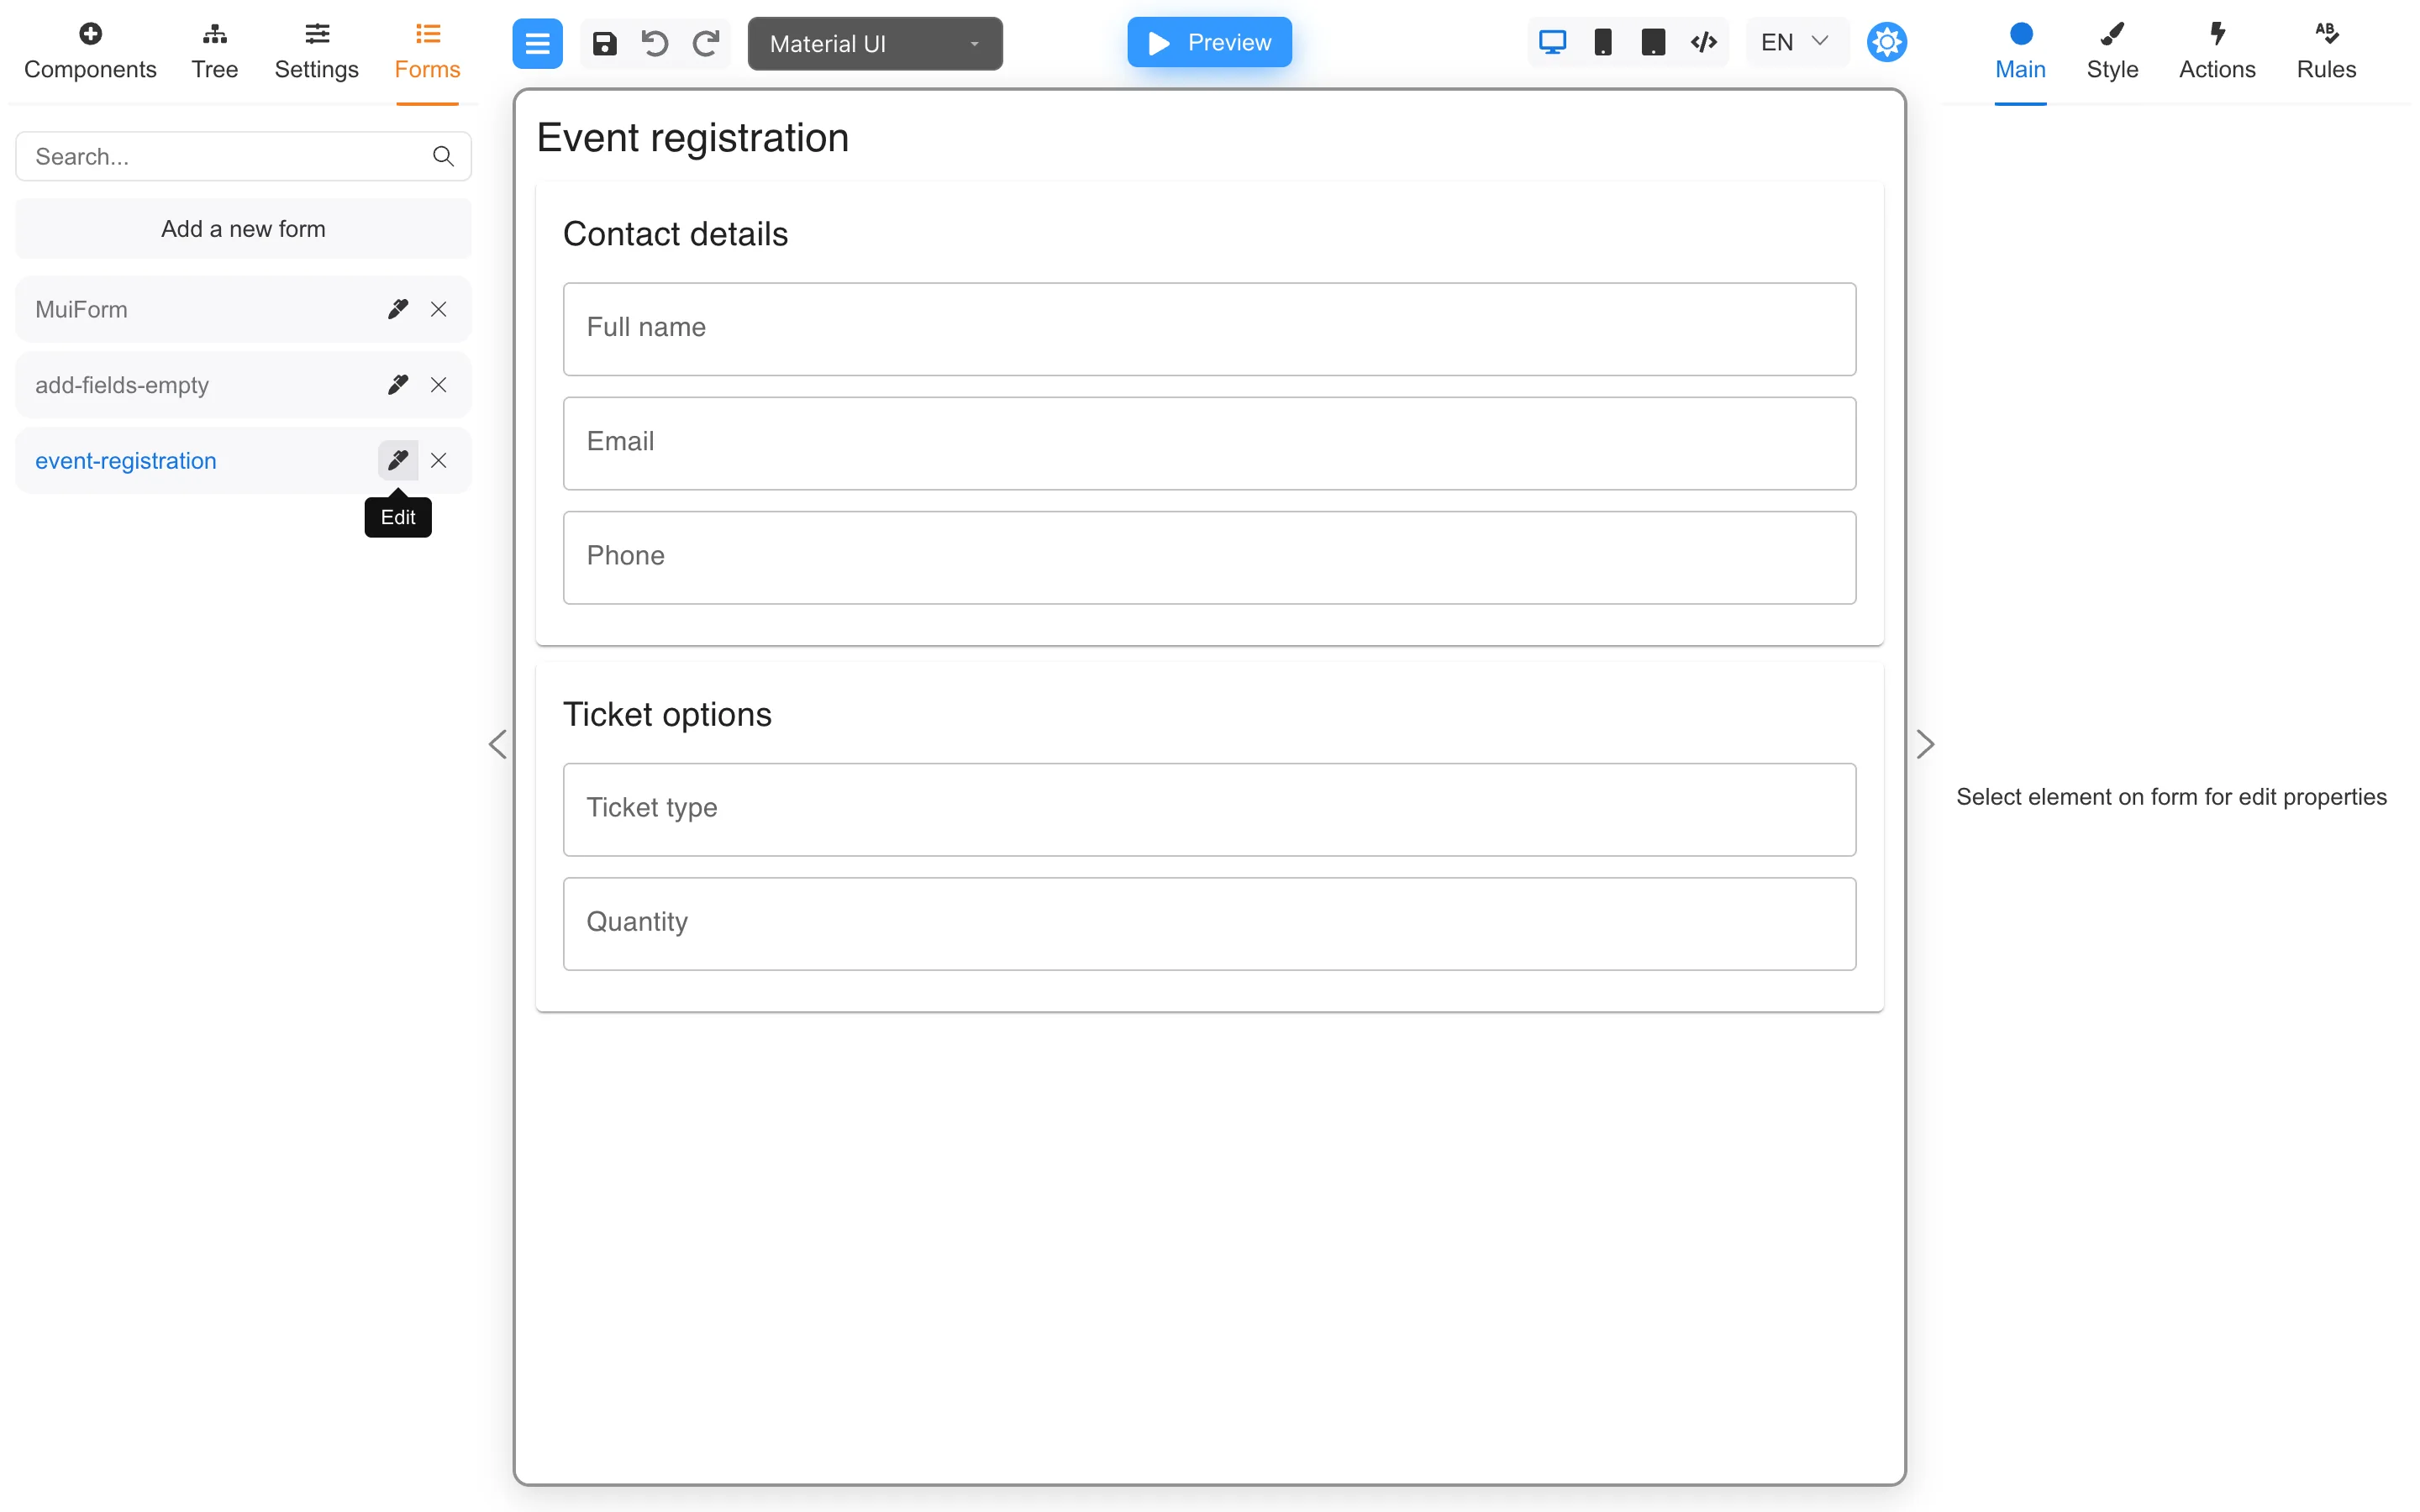 Components Tree Settings Forms
Material UI
Preview
EN
Main Style Actions Rules
Search...
Add a new form
MuiForm
add-fields-empty
event-registration
Edit
Event registration
Contact details
Full name
Email
Phone
Ticket options
Ticket type
Quantity
Select element on form for edit properties